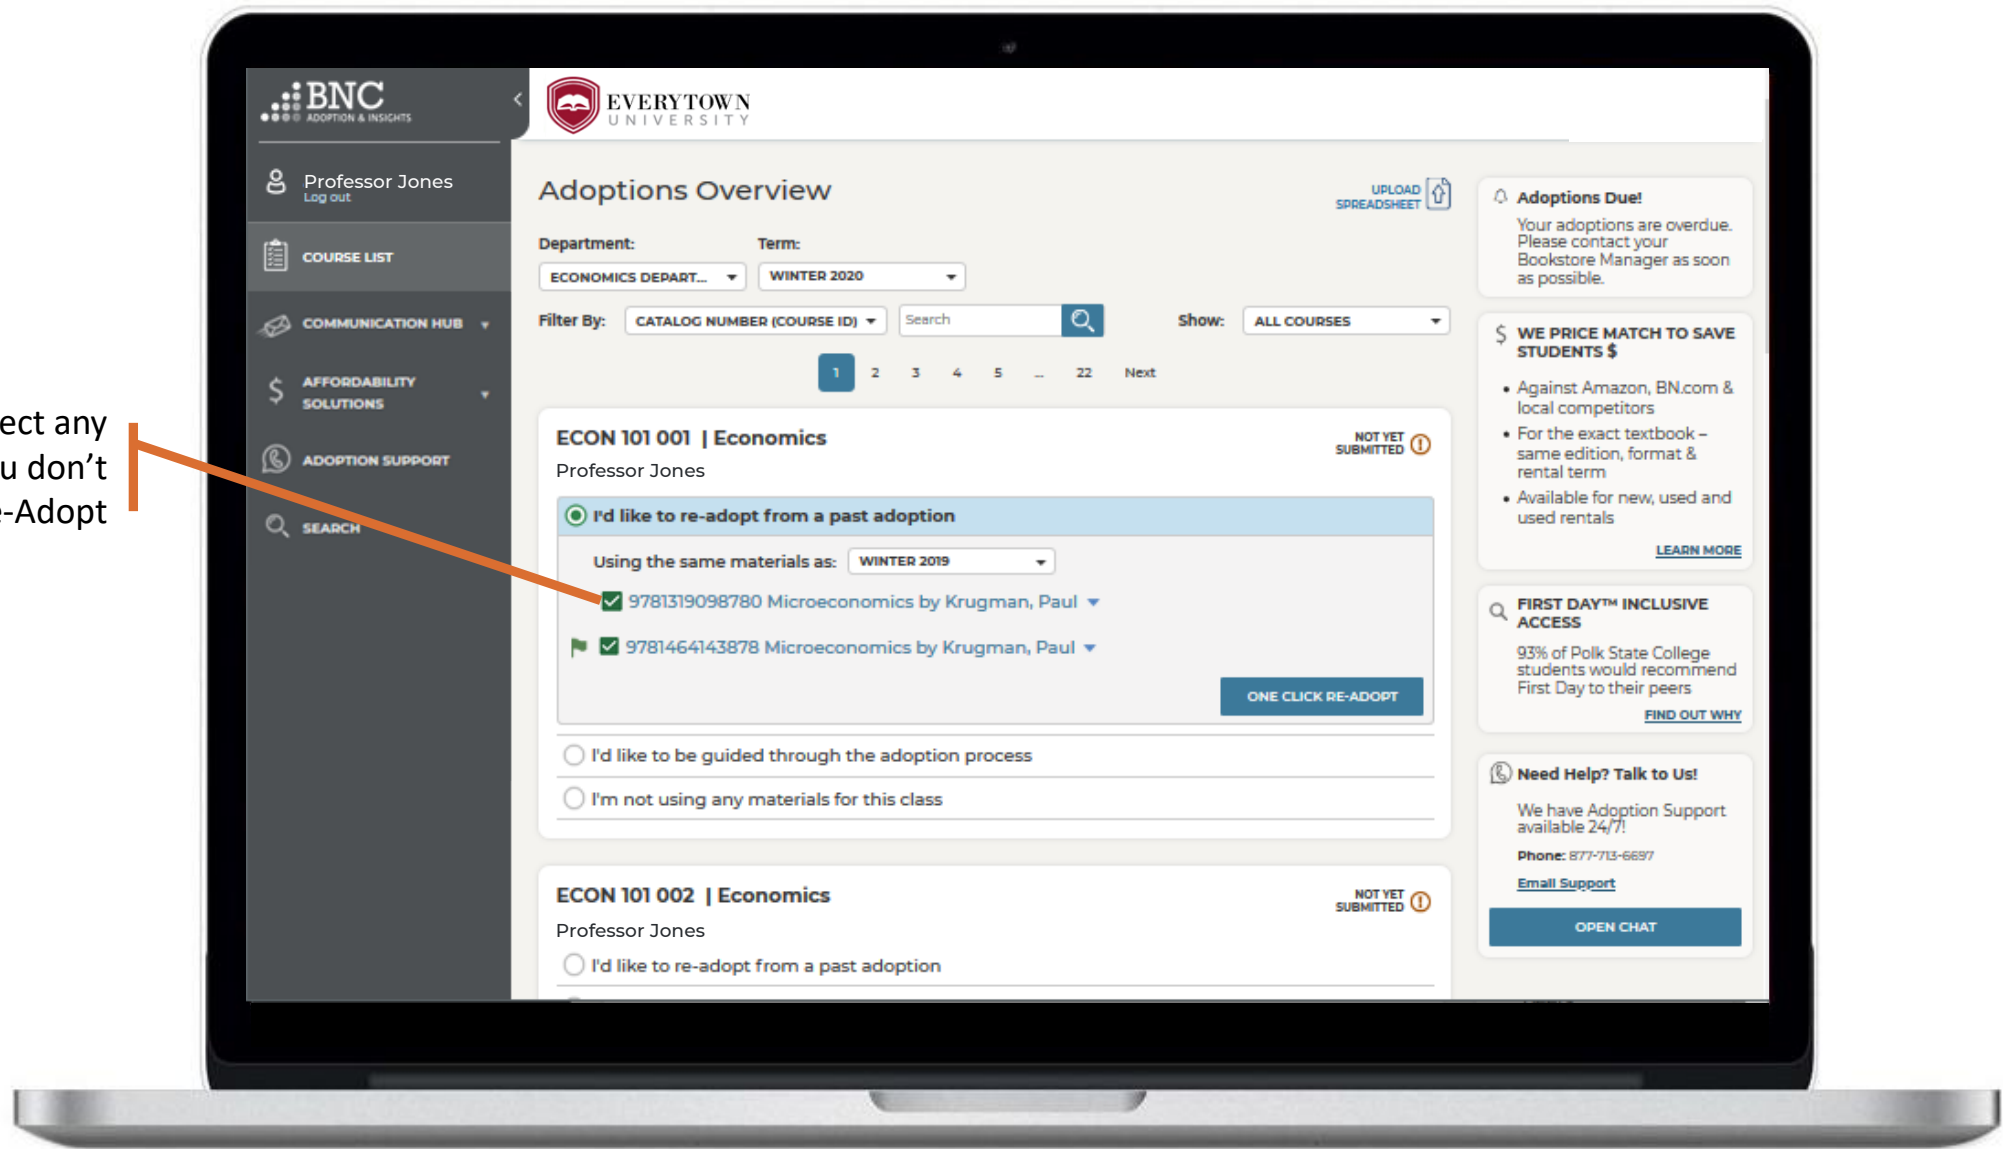 BNC
ADOPTION & INSIGHTS
EVERYTOWN
UNIVERSITY
Professor Jones
Log out
COURSE LIST
COMMUNICATION HUB
AFFORDABILITY
SOLUTIONS
ADOPTION SUPPORT
SEARCH
ect any
u don’t
e-Adopt
Adoptions Overview
UPLOAD
SPREADSHEET
Department:
Term:
ECONOMICS DEPART...
WINTER 2020
Filter By:
CATALOG NUMBER (COURSE ID)
Search
Show:
ALL COURSES
1 2 3 4 5 ... 22 Next
ECON 101 001 | Economics
NOT YET
SUBMITTED
Professor Jones
I'd like to re-adopt from a past adoption
Using the same materials as:
WINTER 2019
9781319098780 Microeconomics by Krugman, Paul
9781464143878 Microeconomics by Krugman, Paul
ONE CLICK RE-ADOPT
I'd like to be guided through the adoption process
I'm not using any materials for this class
ECON 101 002 | Economics
NOT YET
SUBMITTED
Professor Jones
I'd like to re-adopt from a past adoption
Adoptions Due!
Your adoptions are overdue.
Please contact your
Bookstore Manager as soon
as possible.
$ WE PRICE MATCH TO SAVE
STUDENTS $
• Against Amazon, BN.com &
local competitors
• For the exact textbook –
same edition, format &
rental term
• Available for new, used and
used rentals
LEARN MORE
FIRST DAY™ INCLUSIVE
ACCESS
93% of Polk State College
students would recommend
First Day to their peers
FIND OUT WHY
Need Help? Talk to Us!
We have Adoption Support
available 24/7!
Phone: 877-713-6697
Email Support
OPEN CHAT